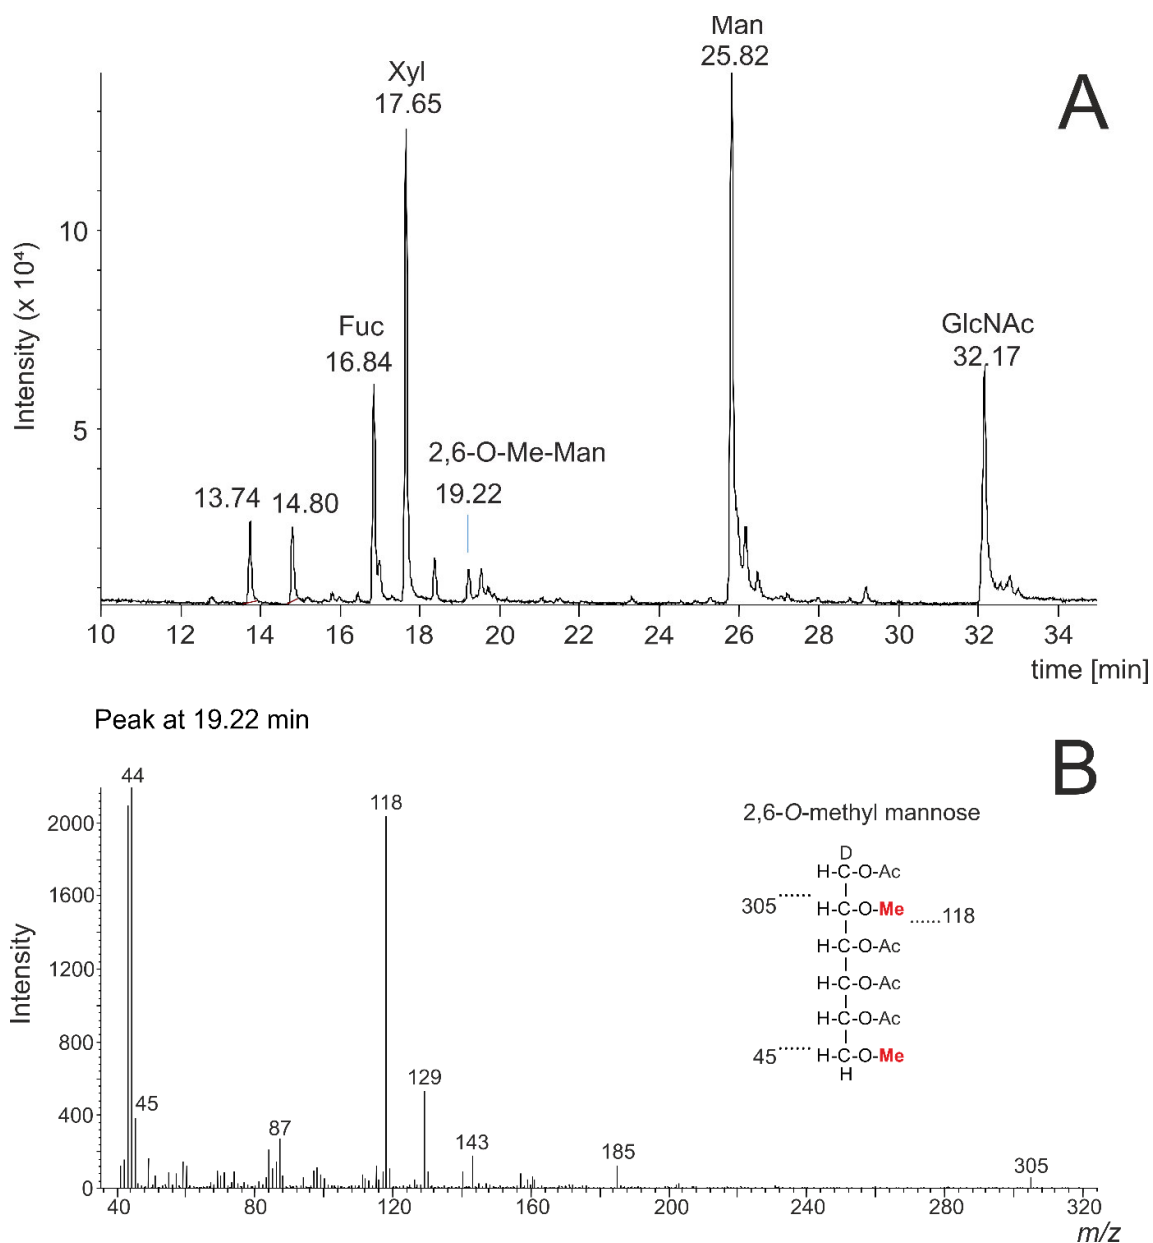 Man
25.82
A
Xyl
17.65
Intensity (x 10⁴)
10
5
Fuc
16.84
GlcNAc
32.17
2,6-O-Me-Man
19.22
13.74
14.80
10 12 14 16 18 20 22 24 26 28 30 32 34
time [min]
Peak at 19.22 min
B
Intensity
2000
1600
1200
800
400
0
44
118
45
87
129
143
185
305
2,6-O-methyl mannose
D
H-C-O-Ac
305
H-C-O-Me
118
H-C-O-Ac
H-C-O-Ac
H-C-O-Ac
45
H-C-O-Me
H
40 80 120 160 200 240 280 320
m/z